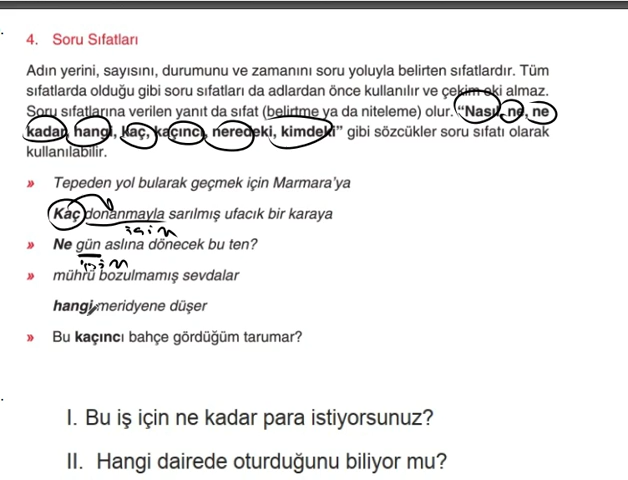 4. Soru Sıfatları
Adın yerini, sayısını, durumunu ve zamanını soru yoluyla belirten sıfatlardır. Tüm
sıfatlarda olduğu gibi soru sıfatları da adlardan önce kullanılır ve çekim eki almaz.
Soru sıfatlarına verilen yanıt da sıfat (belirtme ya da niteleme) olur. “Nasıl, ne, ne
kadar, hangi, kaç, kaçıncı, neredeki, kimdeki” gibi sözcükler soru sıfatı olarak
kullanılabilir.
» Tepeden yol bularak geçmek için Marmara’ya
Kaç donanmayla sarılmış ufacık bir karaya
isim
» Ne gün aslına dönecek bu ten?
isim
» mührü bozulmamış sevdalar
hangi meridyene düşer
» Bu kaçıncı bahçe gördüğüm tarumar?
I. Bu iş için ne kadar para istiyorsunuz?
II. Hangi dairede oturduğunu biliyor mu?